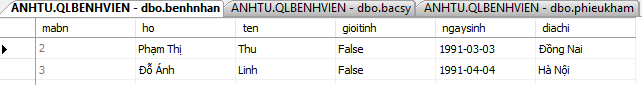 ANHTU.QLBENHVIEN - dbo.benhnhan ANHTU.QLBENHVIEN - dbo.bacsy ANHTU.QLBENHVIEN - dbo.phieukham
mabn ho ten gioitinh ngaysinh diachi
2 Phạm Thị Thu False 1991-03-03 Đồng Nai
3 Đỗ Ánh Linh False 1991-04-04 Hà Nội